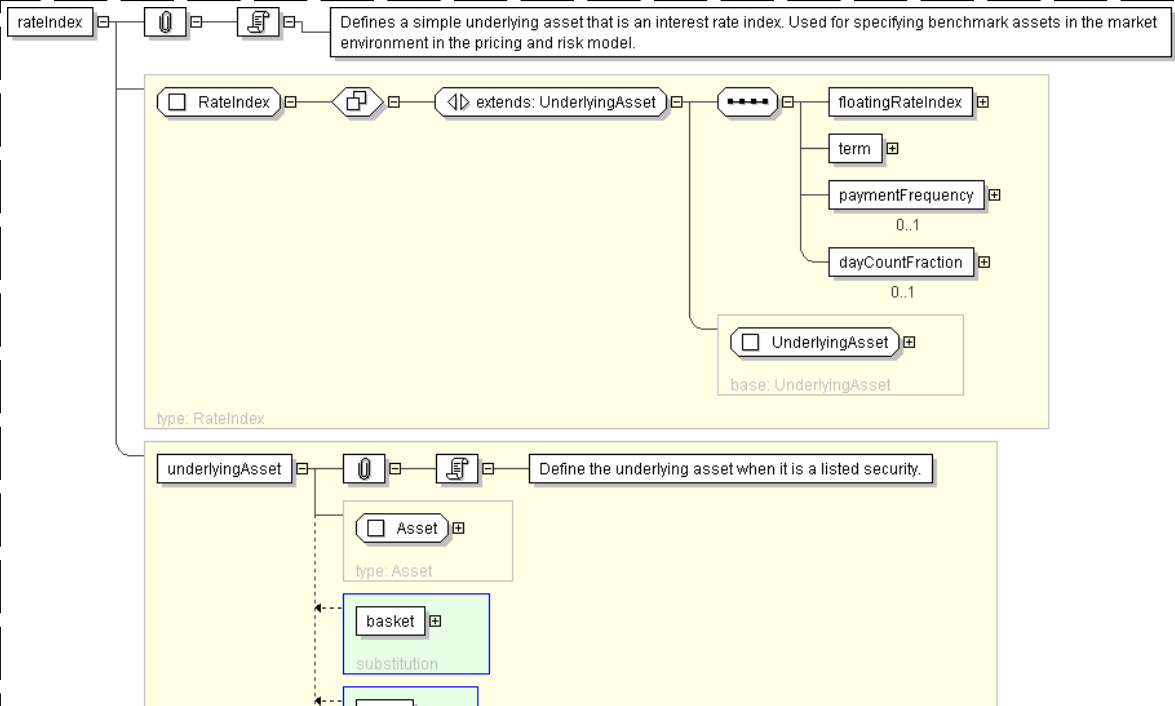 rateIndex
Defines a simple underlying asset that is an interest rate index. Used for specifying benchmark assets in the market
environment in the pricing and risk model.
RateIndex
extends: UnderlyingAsset
floatingRateIndex
term
paymentFrequency
0..1
dayCountFraction
0..1
UnderlyingAsset
base: UnderlyingAsset
type: RateIndex
underlyingAsset
Define the underlying asset when it is a listed security.
Asset
type: Asset
basket
substitution